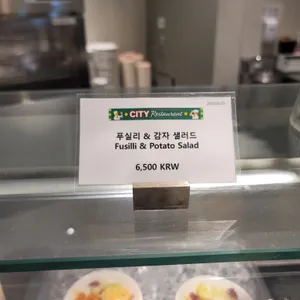 CITY Restaurant
푸실리 & 감자 샐러드
Fusilli & Potato Salad
6,500 KRW